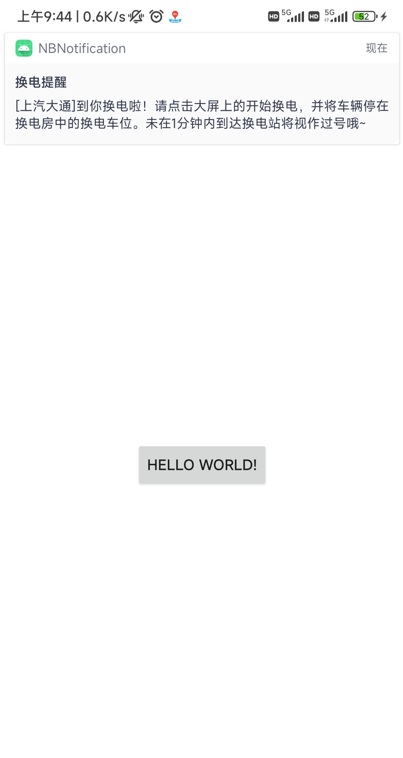 上午9:44 | 0.6K/s
HD 5G HD 5G 52
NBNotification 现在
换电提醒
[上汽大通]到你换电啦！请点击大屏上的开始换电，并将车辆停在
换电房中的换电车位。未在1分钟内到达换电站将视作过号哦~
HELLO WORLD!